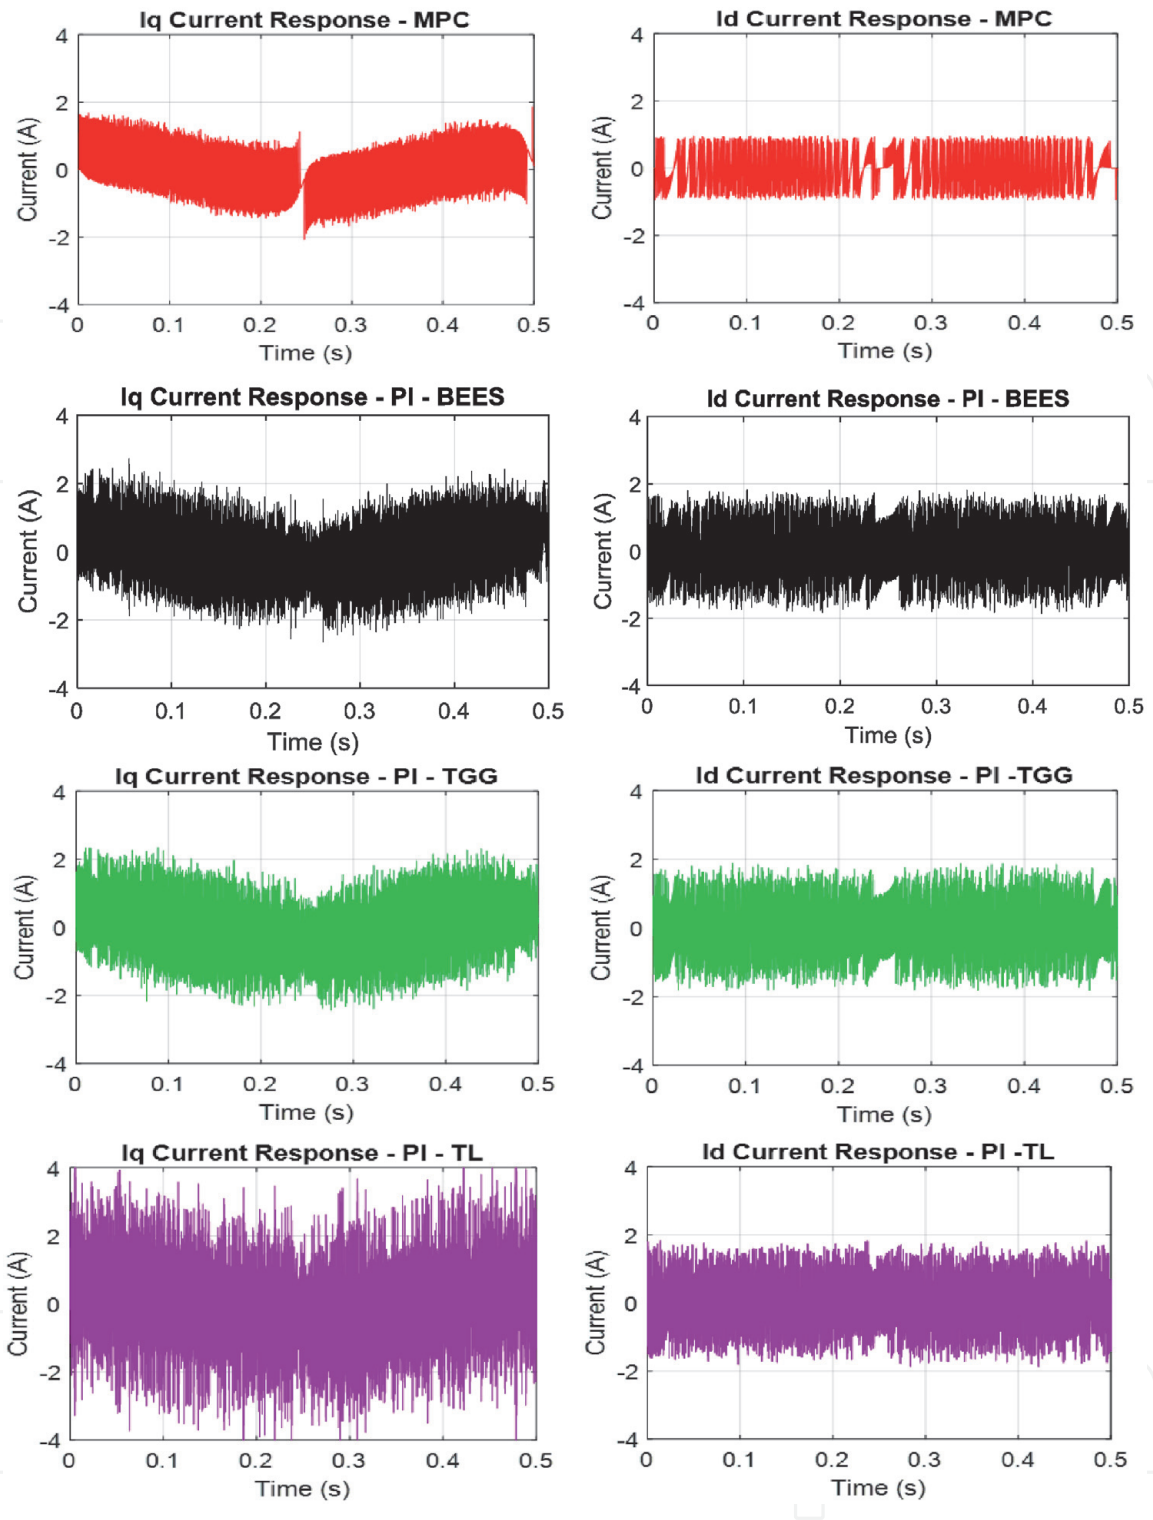 Iq Current Response - MPC
4
2
0
-2
-4
Current (A)
0 0.1 0.2 0.3 0.4 0.5
Time (s)
Id Current Response - MPC
4
2
0
-2
-4
Current (A)
0 0.1 0.2 0.3 0.4 0.5
Time (s)
Iq Current Response - PI - BEES
4
2
0
-2
-4
Current (A)
0 0.1 0.2 0.3 0.4 0.5
Time (s)
Id Current Response - PI - BEES
4
2
0
-2
-4
Current (A)
0 0.1 0.2 0.3 0.4 0.5
Time (s)
Iq Current Response - PI - TGG
4
2
0
-2
-4
Current (A)
0 0.1 0.2 0.3 0.4 0.5
Time (s)
Id Current Response - PI -TGG
4
2
0
-2
-4
Current (A)
0 0.1 0.2 0.3 0.4 0.5
Time (s)
Iq Current Response - PI - TL
4
2
0
-2
-4
Current (A)
0 0.1 0.2 0.3 0.4 0.5
Time (s)
Id Current Response - PI -TL
4
2
0
-2
-4
Current (A)
0 0.1 0.2 0.3 0.4 0.5
Time (s)